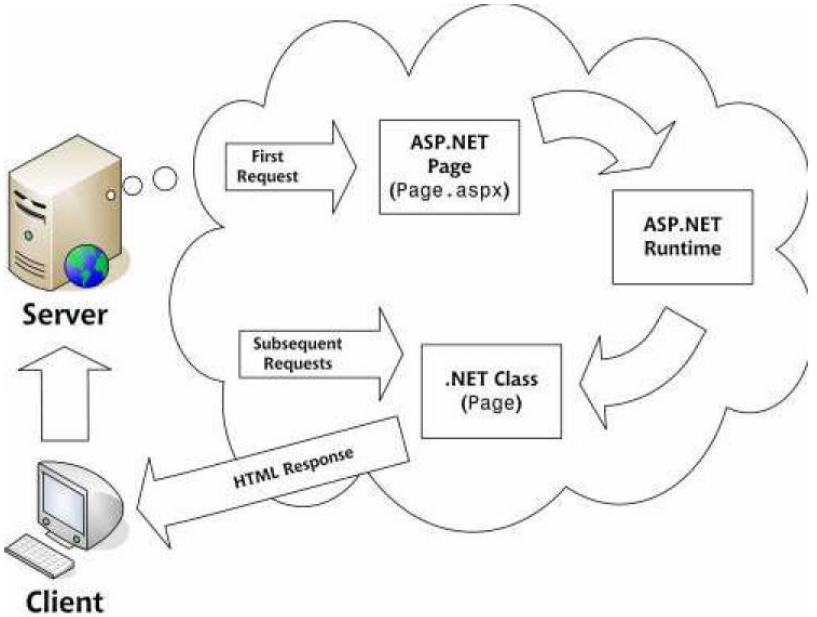 First
Request
ASP.NET
Page
(Page.aspx)
ASP.NET
Runtime
Server
Subsequent
Requests
.NET Class
(Page)
HTML Response
Client